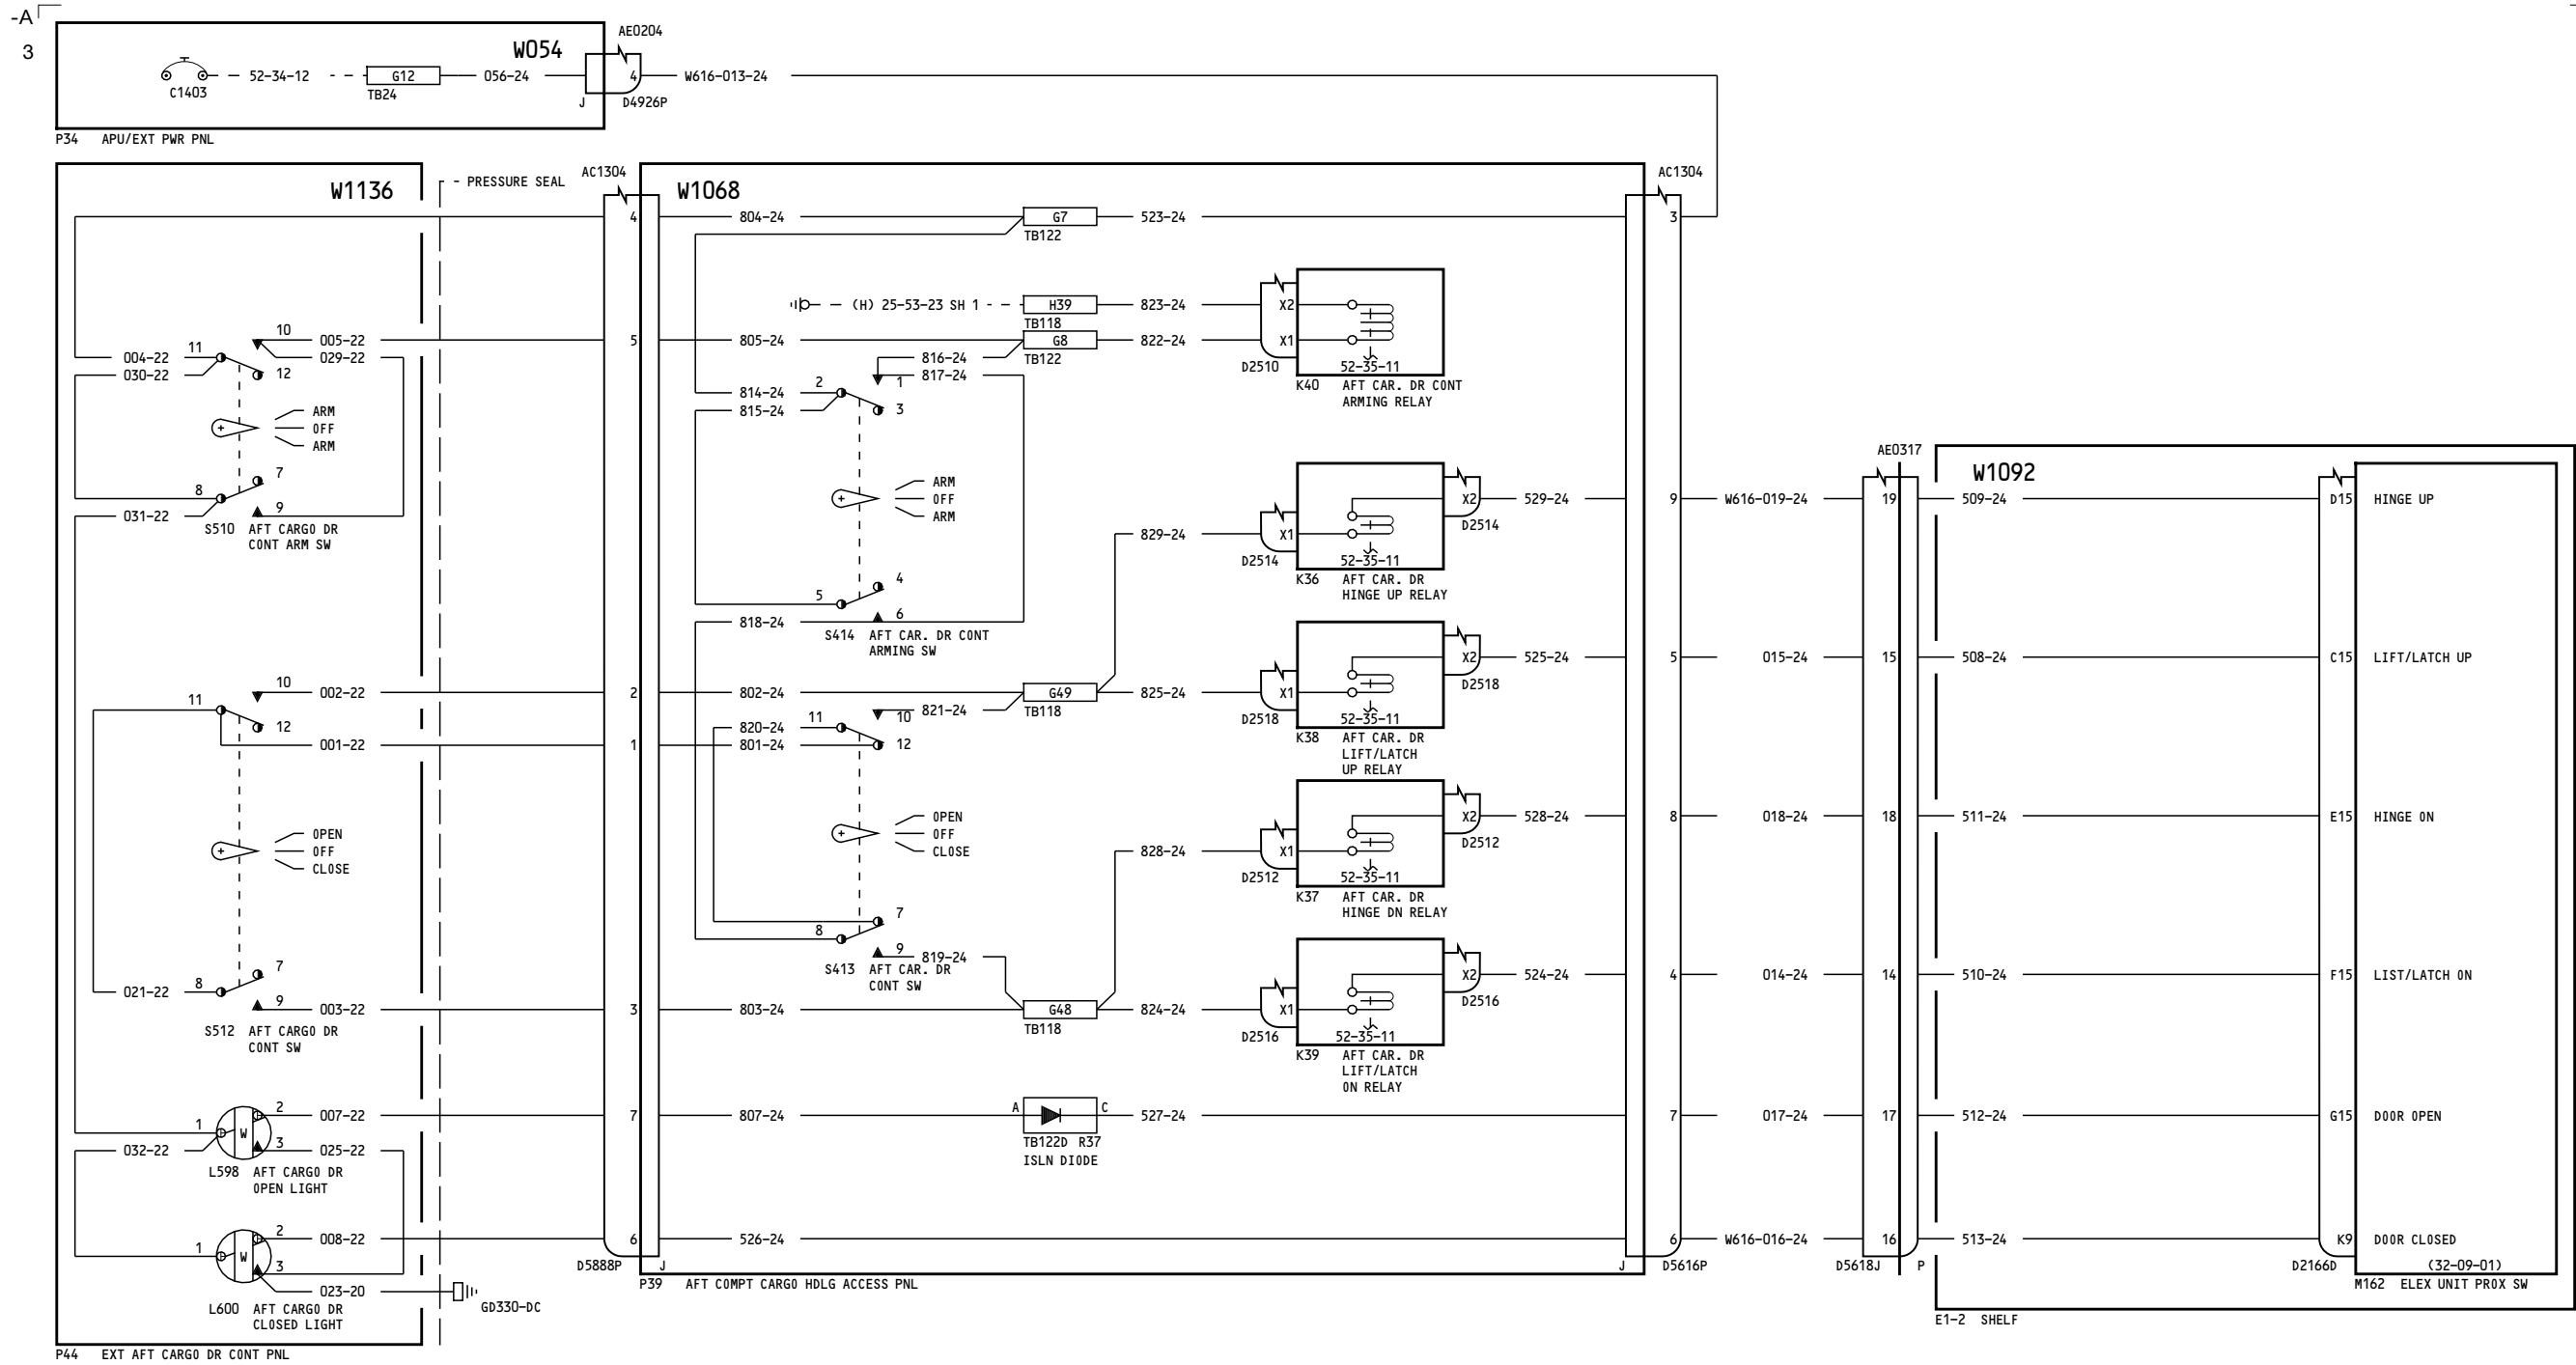 -A
3
W054
AE0204
C1403
52-34-12
G12
TB24
056-24
4
J
D4926P
W616-013-24
P34 APU/EXT PWR PNL
W1136
PRESSURE SEAL
AC1304
W1068
AC1304
4
804-24
G7
TB122
523-24
3
(H) 25-53-23 SH 1
H39
TB118
823-24
X2
10
005-22
5
805-24
G8
TB122
822-24
X1
D2510
52-35-11
K40 AFT CAR. DR CONT
ARMING RELAY
004-22
11
029-22
030-22
12
816-24
817-24
1
814-24
2
815-24
3
ARM
OFF
ARM
7
8
9
031-22
S510 AFT CARGO DR
CONT ARM SW
ARM
OFF
ARM
4
5
6
818-24
S414 AFT CAR. DR CONT
ARMING SW
829-24
X1
D2514
X2
D2514
52-35-11
K36 AFT CAR. DR
HINGE UP RELAY
529-24
9
W616-019-24
AE0317
19
W1092
509-24
D15 HINGE UP
10
002-22
2
802-24
G49
TB118
825-24
X1
D2518
X2
D2518
52-35-11
K38 AFT CAR. DR
LIFT/LATCH
UP RELAY
525-24
5
015-24
15
508-24
C15 LIFT/LATCH UP
11
12
001-22
1
801-24
820-24
11
10
821-24
12
OPEN
OFF
CLOSE
OPEN
OFF
CLOSE
828-24
X1
D2512
X2
D2512
52-35-11
K37 AFT CAR. DR
HINGE DN RELAY
528-24
8
018-24
18
511-24
E15 HINGE ON
7
8
9
819-24
S413 AFT CAR. DR
CONT SW
021-22
8
7
9
003-22
3
803-24
G48
TB118
824-24
X1
D2516
X2
D2516
52-35-11
K39 AFT CAR. DR
LIFT/LATCH
ON RELAY
524-24
4
014-24
14
510-24
F15 LIST/LATCH ON
S512 AFT CARGO DR
CONT SW
1
W
2
007-22
3
025-22
032-22
L598 AFT CARGO DR
OPEN LIGHT
7
807-24
A
C
TB122D R37
ISLN DIODE
527-24
7
017-24
17
512-24
G15 DOOR OPEN
1
W
2
008-22
3
023-20
GD330-DC
L600 AFT CARGO DR
CLOSED LIGHT
6
526-24
6
W616-016-24
16
513-24
K9 DOOR CLOSED
D5888P
J
P39 AFT COMPT CARGO HDLG ACCESS PNL
J
D5616P
D5618J
P
D2166D
(32-09-01)
M162 ELEX UNIT PROX SW
E1-2 SHELF
P44 EXT AFT CARGO DR CONT PNL